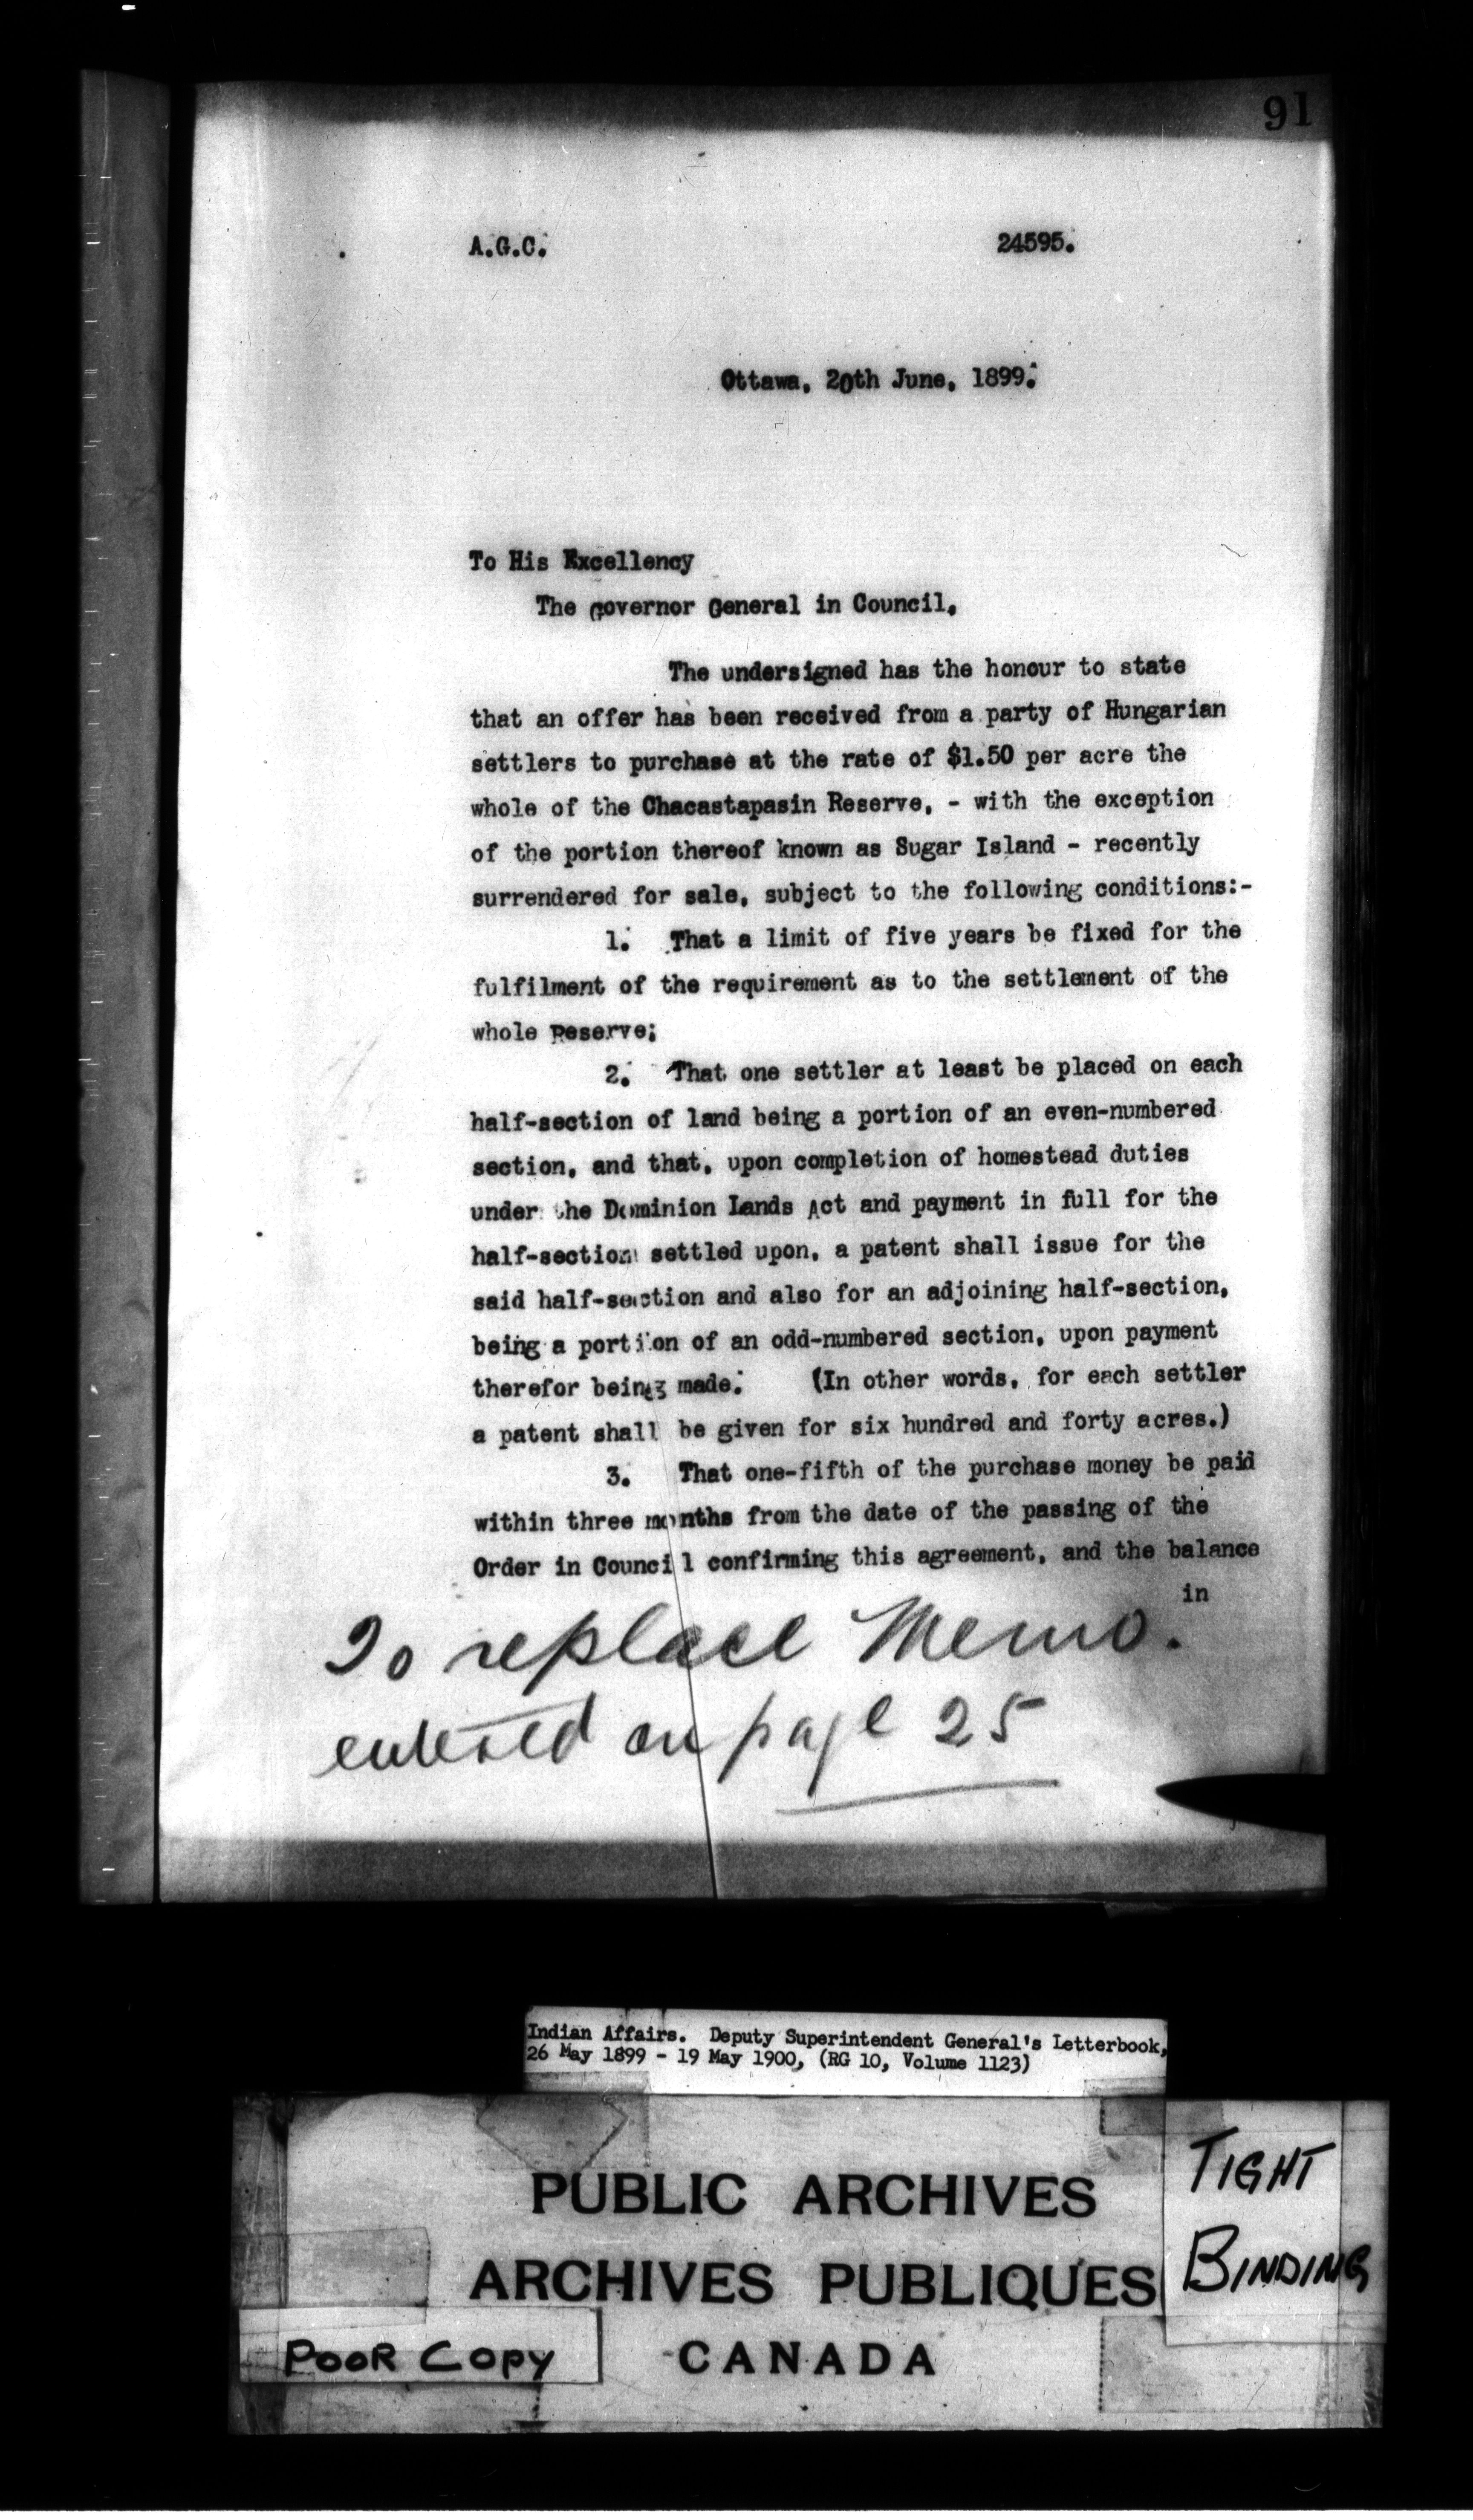 91
A.G.C. 24595.
Ottawa, 20th June, 1899.
To His Excellency
The Governor General in Council.
The undersigned has the honour to state
that an offer has been received from a party of Hungarian
settlers to purchase at the rate of $1.50 per acre the
whole of the Chacastapasin Reserve, - with the exception
of the portion thereof known as Sugar Island - recently
surrendered for sale, subject to the following conditions:-
1. That a limit of five years be fixed for the
fulfilment of the requirement as to the settlement of the
whole Reserve;
2. That one settler at least be placed on each
half-section of land being a portion of an even-numbered
section, and that, upon completion of homestead duties
under the Dominion Lands Act and payment in full for the
half-section settled upon, a patent shall issue for the
said half-section and also for an adjoining half-section,
being a portion of an odd-numbered section, upon payment
therefor being made. (In other words, for each settler
a patent shall be given for six hundred and forty acres.)
3. That one-fifth of the purchase money be paid
within three months from the date of the passing of the
Order in Council confirming this agreement, and the balance
in
To replace Memo.
entered on page 25
Indian Affairs. Deputy Superintendent General's Letterbook,
26 May 1899 - 19 May 1900, (RG 10, Volume 1123)
PUBLIC ARCHIVES
ARCHIVES PUBLIQUES
CANADA
TIGHT
BINDING
POOR COPY